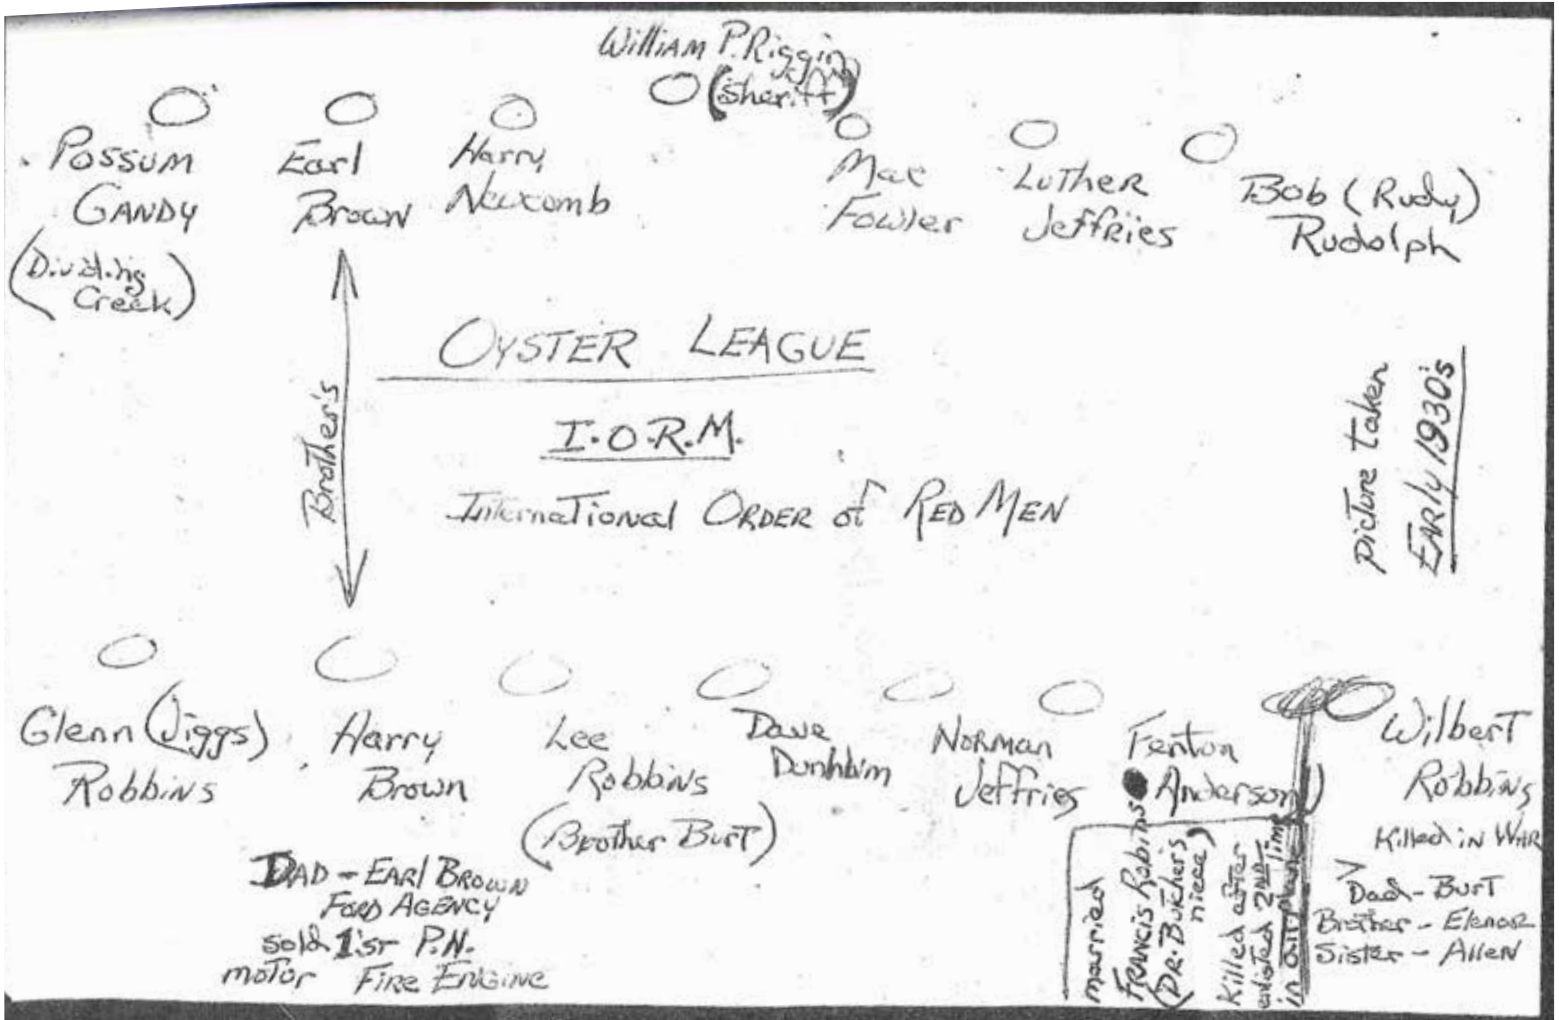 William P. Riggin
(Sheriff)
Possum
GANDY
(Dividing
Creek)
Earl
Brown
Harry
Newcomb
Mac
Fowler
LUTHER
Jeffries
Bob (Rudy)
Rudolph
Brother's
OYSTER LEAGUE
I.O.R.M.
International ORDER of RED MEN
Picture taken
EARly 1930's
Glenn (Jiggs)
Robbins
Harry
Brown
DAD - EARl BROWN
FORD AGENCY
sold 1'st P.N.
motor FIRE ENGINE
Lee
Robbins
(Brother Burt)
Dave
Dunham
NORMAN
Jeffries
Fenton
Anderson)
married
FRANCIS Robbins
(DR. Butcher's
niece)
Killed after
enlisted 2ND time
in airplane
Wilbert
Robbins
Killed in WAR
Dad - BURT
Brother - Elenor
Sister - Allen